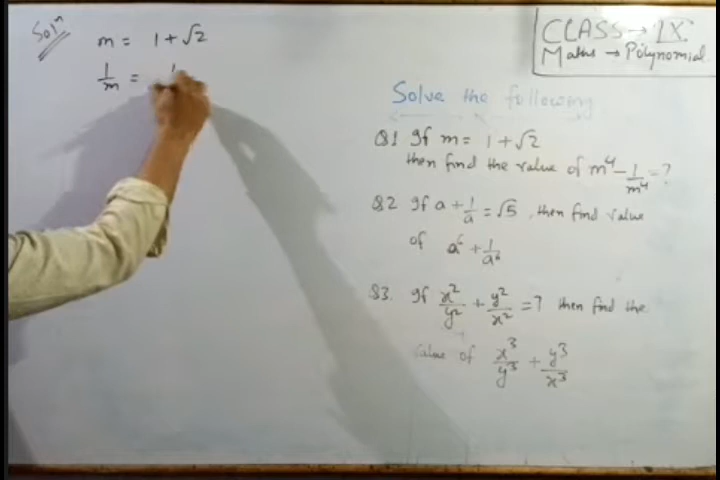 Solⁿ
m = 1 + √2
1/m = 1
CLASS → IX.
Maths → Polynomial.
Solve the following
Q1 If m = 1 + √2
then find the value of m⁴ - 1/m⁴ = ?
Q2 If a + 1/a = √5, then find value
of a⁶ + 1/a⁶
Q3. If x²/y² + y²/x² = ? then find the
value of x³/y³ + y³/x³